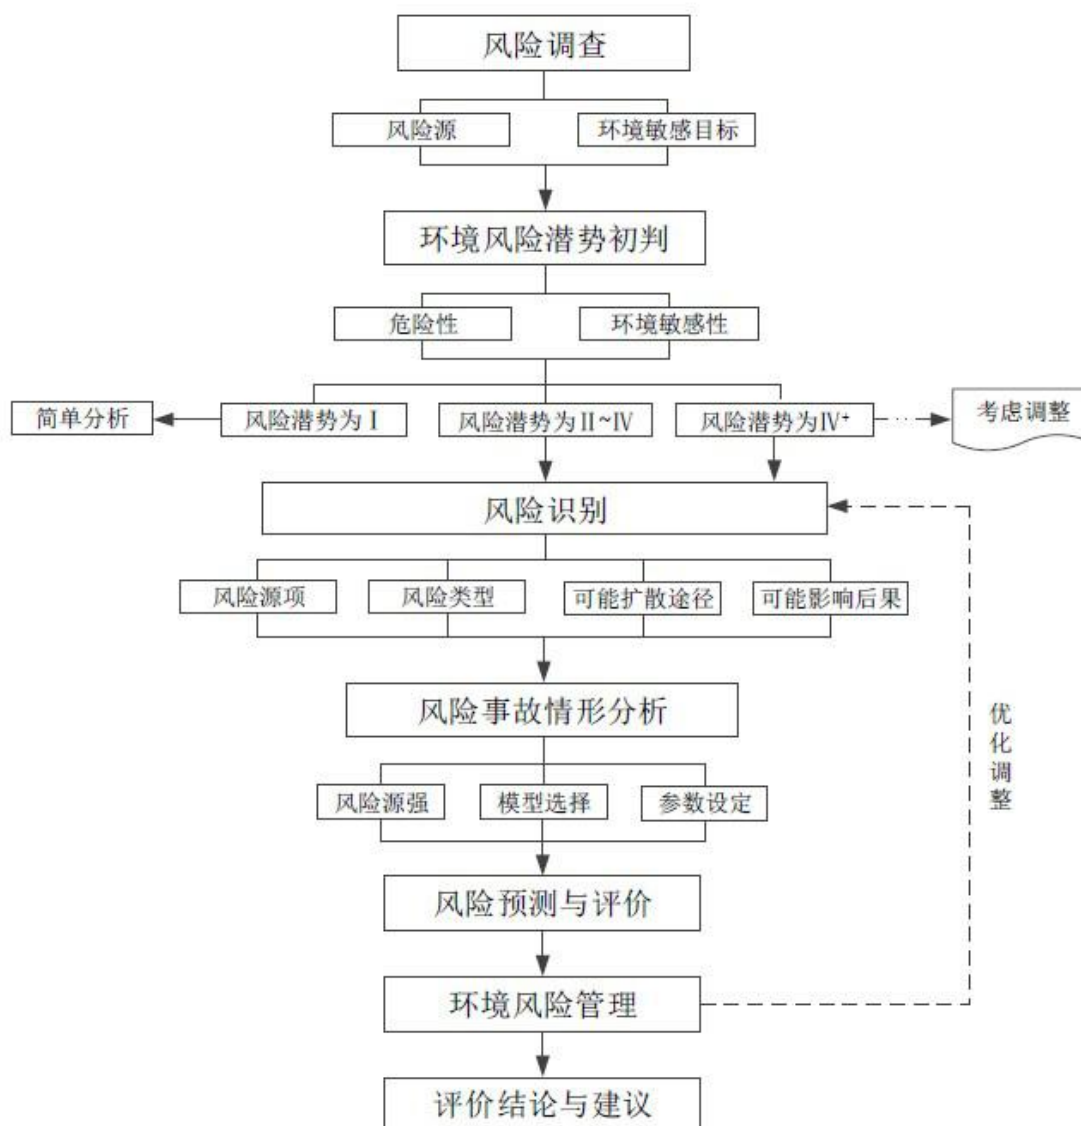 风险调查
风险源
环境敏感目标
环境风险潜势初判
危险性
环境敏感性
简单分析
风险潜势为Ⅰ
风险潜势为Ⅱ~Ⅳ
风险潜势为Ⅳ⁺
考虑调整
风险识别
风险源项
风险类型
可能扩散途径
可能影响后果
风险事故情形分析
风险源强
模型选择
参数设定
优
化
调
整
风险预测与评价
环境风险管理
评价结论与建议